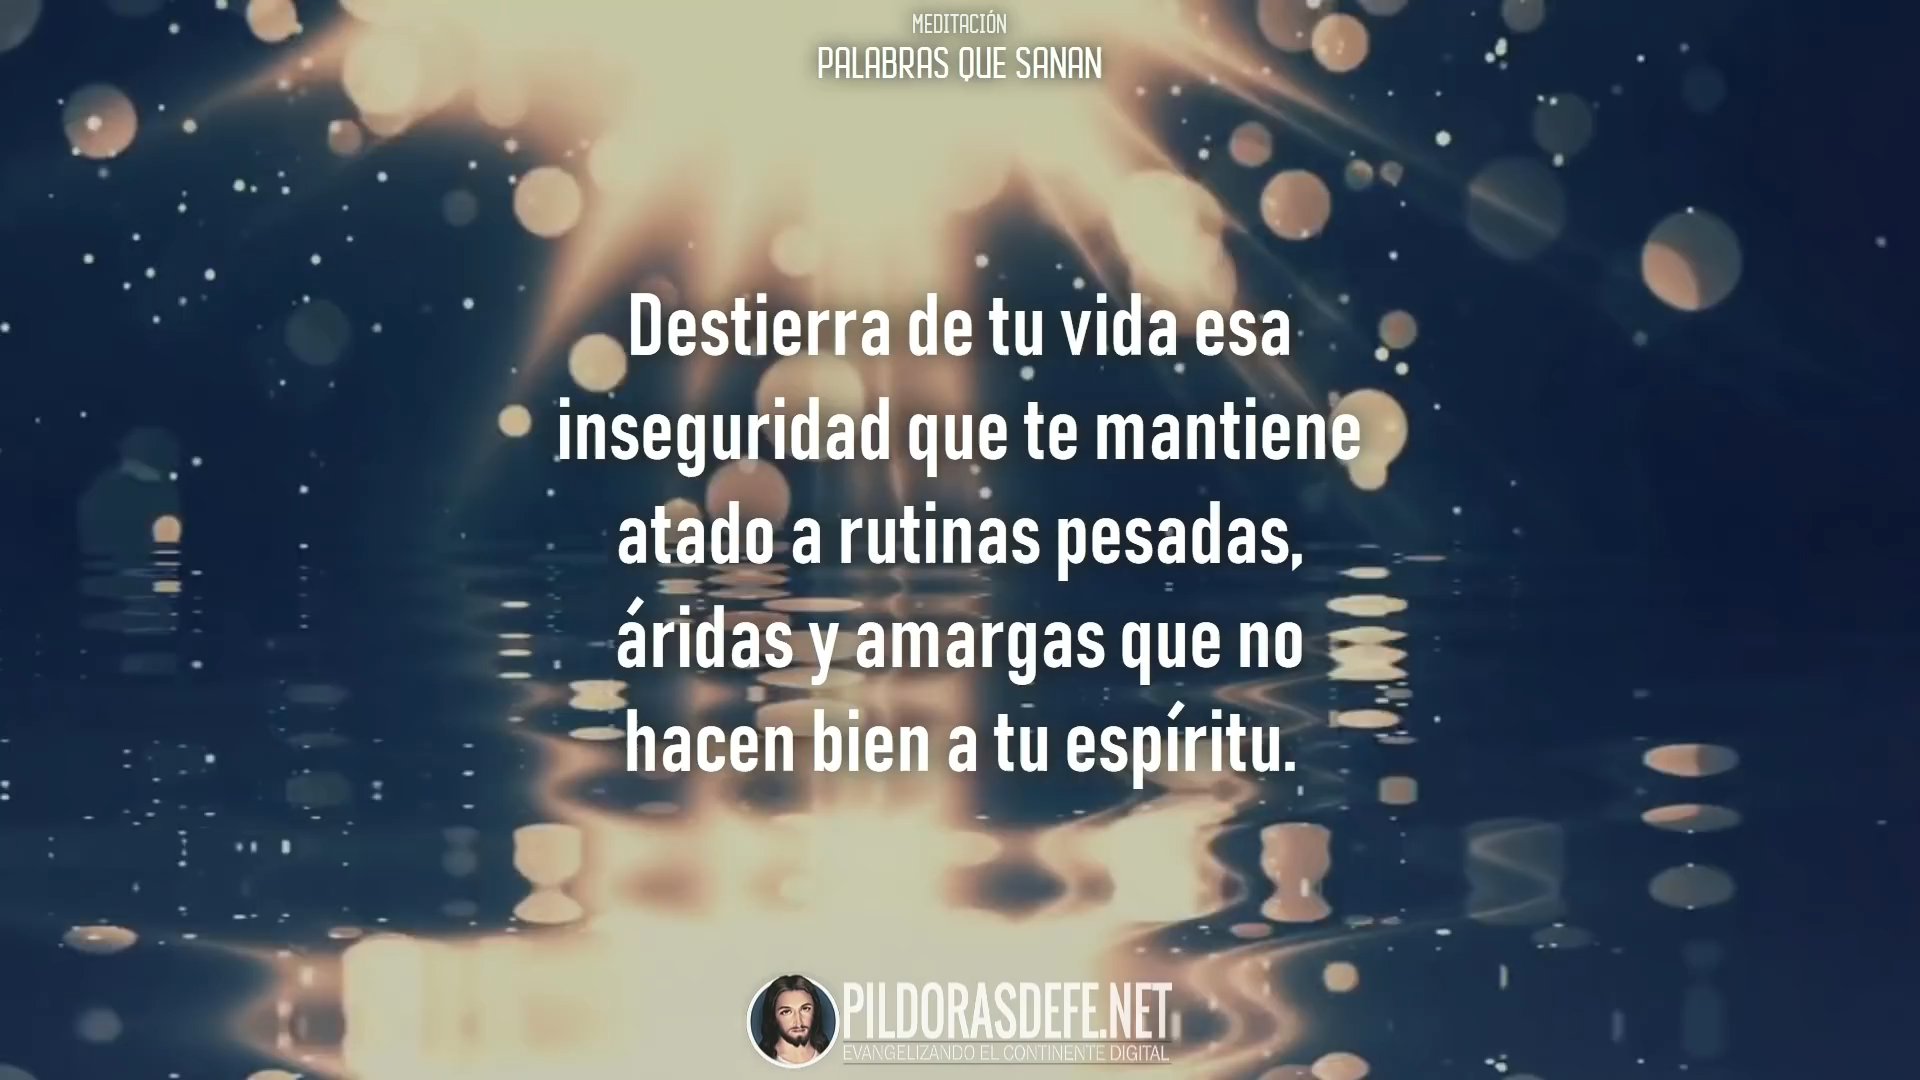 MEDITACIÓN
PALABRAS QUE SANAN
Destierra de tu vida esa
inseguridad que te mantiene
atado a rutinas pesadas,
áridas y amargas que no
hacen bien a tu espíritu.
PILDORASDEFE.NET
EVANGELIZANDO EL CONTINENTE DIGITAL